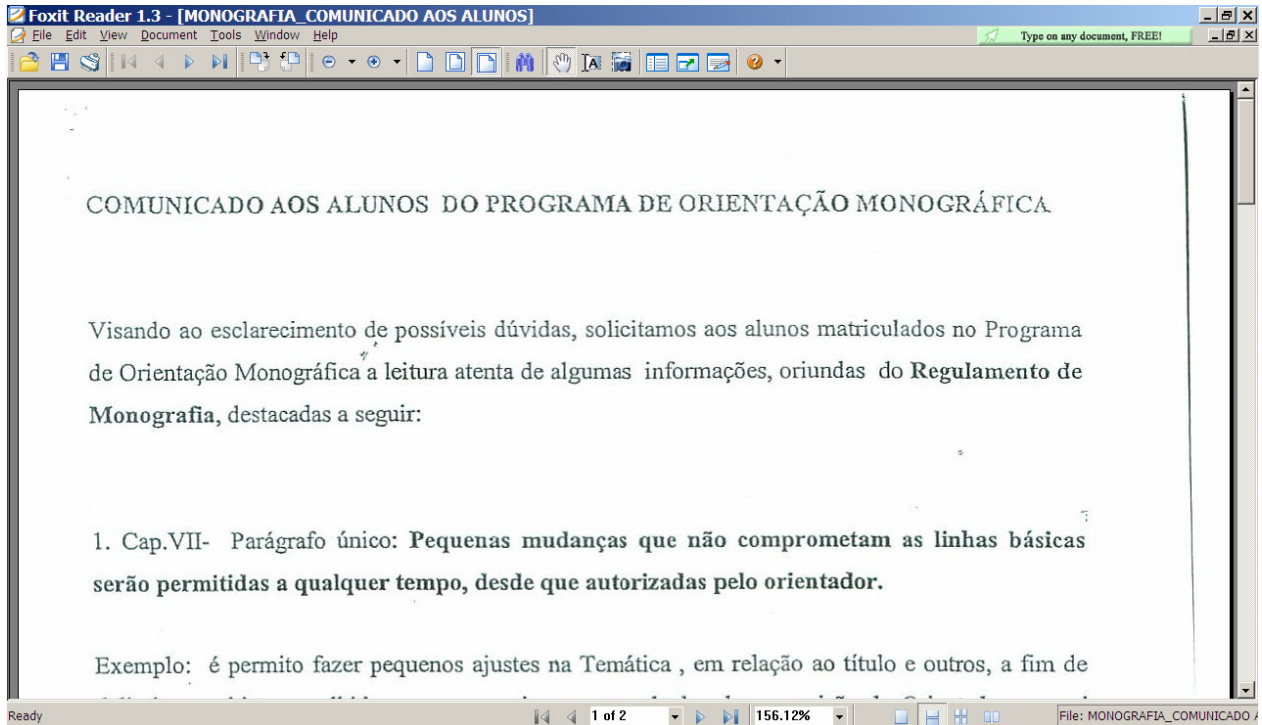 Foxit Reader 1.3 - [MONOGRAFIA_COMUNICADO AOS ALUNOS]
File Edit View Document Tools Window Help
Type on any document, FREE!
COMUNICADO AOS ALUNOS DO PROGRAMA DE ORIENTAÇÃO MONOGRÁFICA
Visando ao esclarecimento de possíveis dúvidas, solicitamos aos alunos matriculados no Programa
de Orientação Monográfica a leitura atenta de algumas informações, oriundas do Regulamento de
Monografia, destacadas a seguir:
1. Cap.VII- Parágrafo único: Pequenas mudanças que não comprometam as linhas básicas
serão permitidas a qualquer tempo, desde que autorizadas pelo orientador.
Exemplo: é permito fazer pequenos ajustes na Temática , em relação ao título e outros, a fim de
Ready 1 of 2 156.12% File: MONOGRAFIA_COMUNICADO